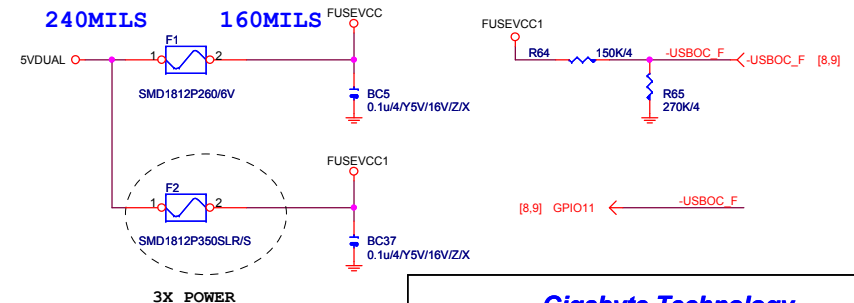 240MILS 160MILS FUSEVCC
F1
5VDUAL 1 2
SMD1812P260/6V
BC5
0.1u/4/Y5V/16V/Z/X
FUSEVCC1
R64 150K/4 -USBOC_F -USBOC_F [8,9]
R65
270K/4
FUSEVCC1
F2
1 2
SMD1812P350SLR/S
BC37
0.1u/4/Y5V/16V/Z/X
3X POWER
[8,9] GPIO11 -USBOC_F
Gigabyte Technology